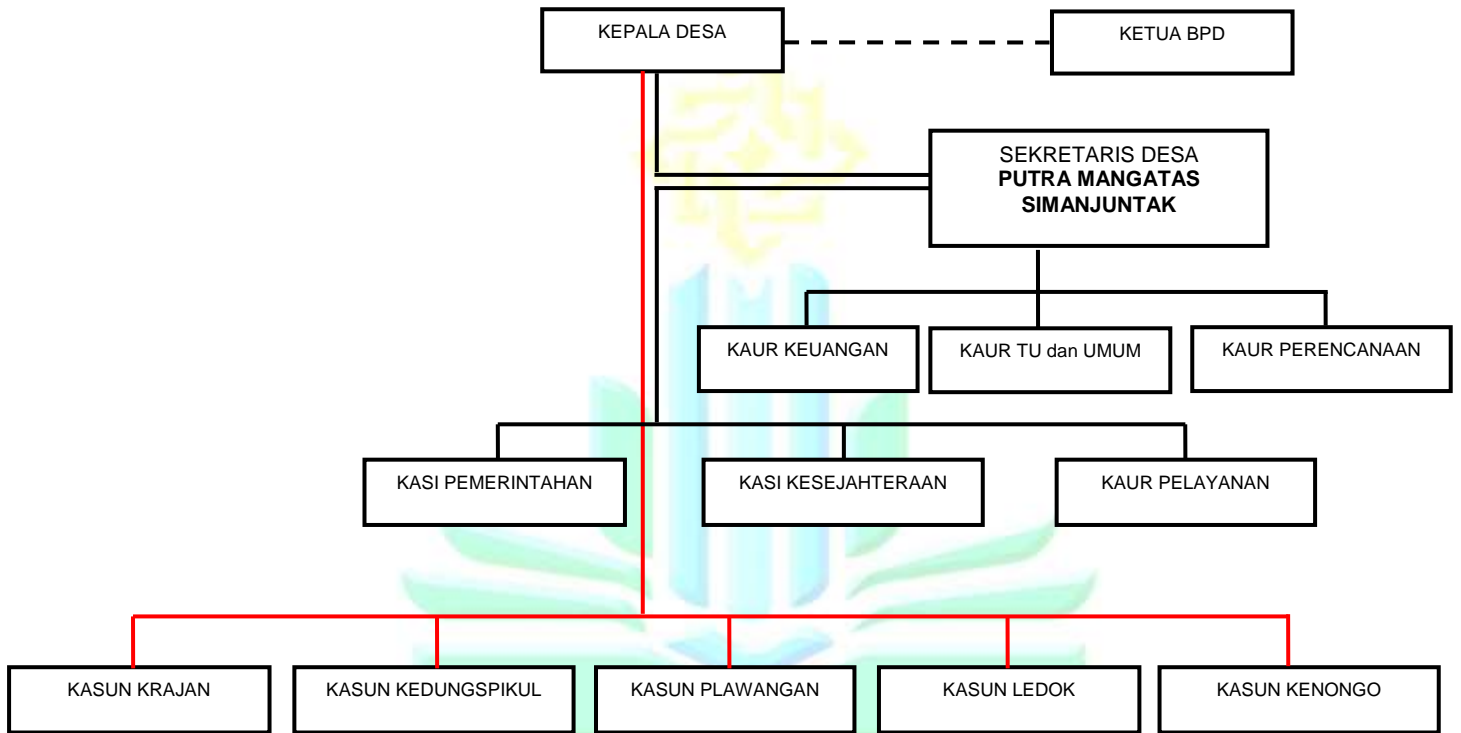 KEPALA DESA
KETUA BPD
SEKRETARIS DESA
PUTRA MANGATAS
SIMANJUNTAK
KAUR KEUANGAN
KAUR TU dan UMUM
KAUR PERENCANAAN
KASI PEMERINTAHAN
KASI KESEJAHTERAAN
KAUR PELAYANAN
KASUN KRAJAN
KASUN KEDUNGSPIKUL
KASUN PLAWANGAN
KASUN LEDOK
KASUN KENONGO